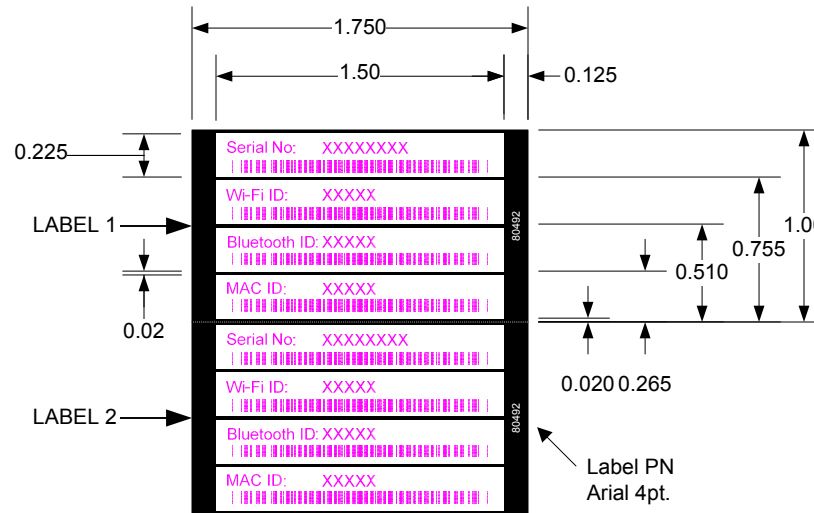 1.750
1.50
0.125
0.225
Serial No: XXXXXXXX
Wi-Fi ID: XXXXX
LABEL 1
80492
1.00
0.755
Bluetooth ID: XXXXX
0.510
MAC ID: XXXXX
0.02
Serial No: XXXXXXXX
Wi-Fi ID: XXXXX
0.020
0.265
LABEL 2
80492
Bluetooth ID: XXXXX
MAC ID: XXXXX
Label PN
Arial 4pt.